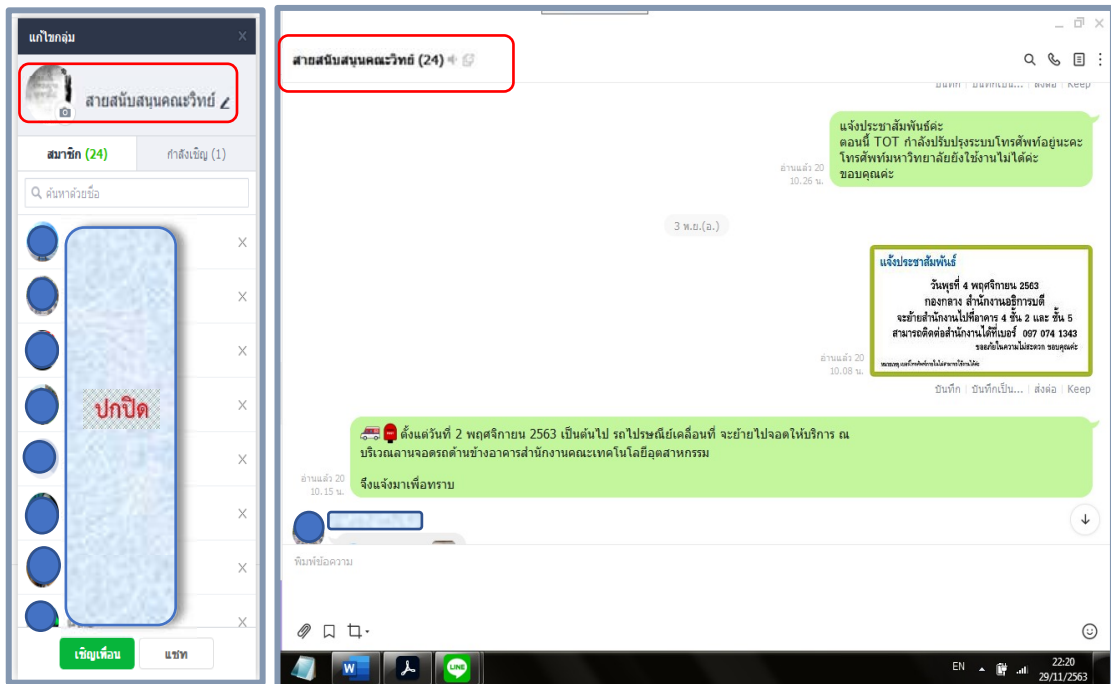 แก้ไขกลุ่ม
สายสนับสนุนคณะวิทย์
สมาชิก (24)
กำลังเชิญ (1)
ค้นหาด้วยชื่อ
ปกปิด
เชิญเพื่อน
แชท
สายสนับสนุนคณะวิทย์ (24)
บันทึก บันทึกเป็น... ส่งต่อ Keep
แจ้งประชาสัมพันธ์ค่ะ
ตอนนี้ TOT กำลังปรับปรุงระบบโทรศัพท์อยู่นะคะ
โทรศัพท์มหาวิทยาลัยยังใช้งานไม่ได้ค่ะ
ขอบคุณค่ะ
อ่านแล้ว 20
10.26 น.
3 พ.ย.(อ.)
แจ้งประชาสัมพันธ์
วันพุธที่ 4 พฤศจิกายน 2563
กองกลาง สำนักงานอธิการบดี
จะย้ายสำนักงานไปที่อาคาร 4 ชั้น 2 และ ชั้น 5
สามารถติดต่อสำนักงานได้ที่เบอร์ 097 074 1343
ขออภัยในความไม่สะดวก ขอบคุณค่ะ
อ่านแล้ว 20
10.08 น.
บันทึก บันทึกเป็น... ส่งต่อ Keep
ตั้งแต่วันที่ 2 พฤศจิกายน 2563 เป็นต้นไป รถไปรษณีย์เคลื่อนที่ จะย้ายไปจอดให้บริการ ณ
บริเวณลานจอดรถด้านข้างอาคารสำนักงานคณะเทคโนโลยีอุตสาหกรรม
จึงแจ้งมาเพื่อทราบ
อ่านแล้ว 20
10.15 น.
พิมพ์ข้อความ
W
LINE
EN
22:20
29/11/2563